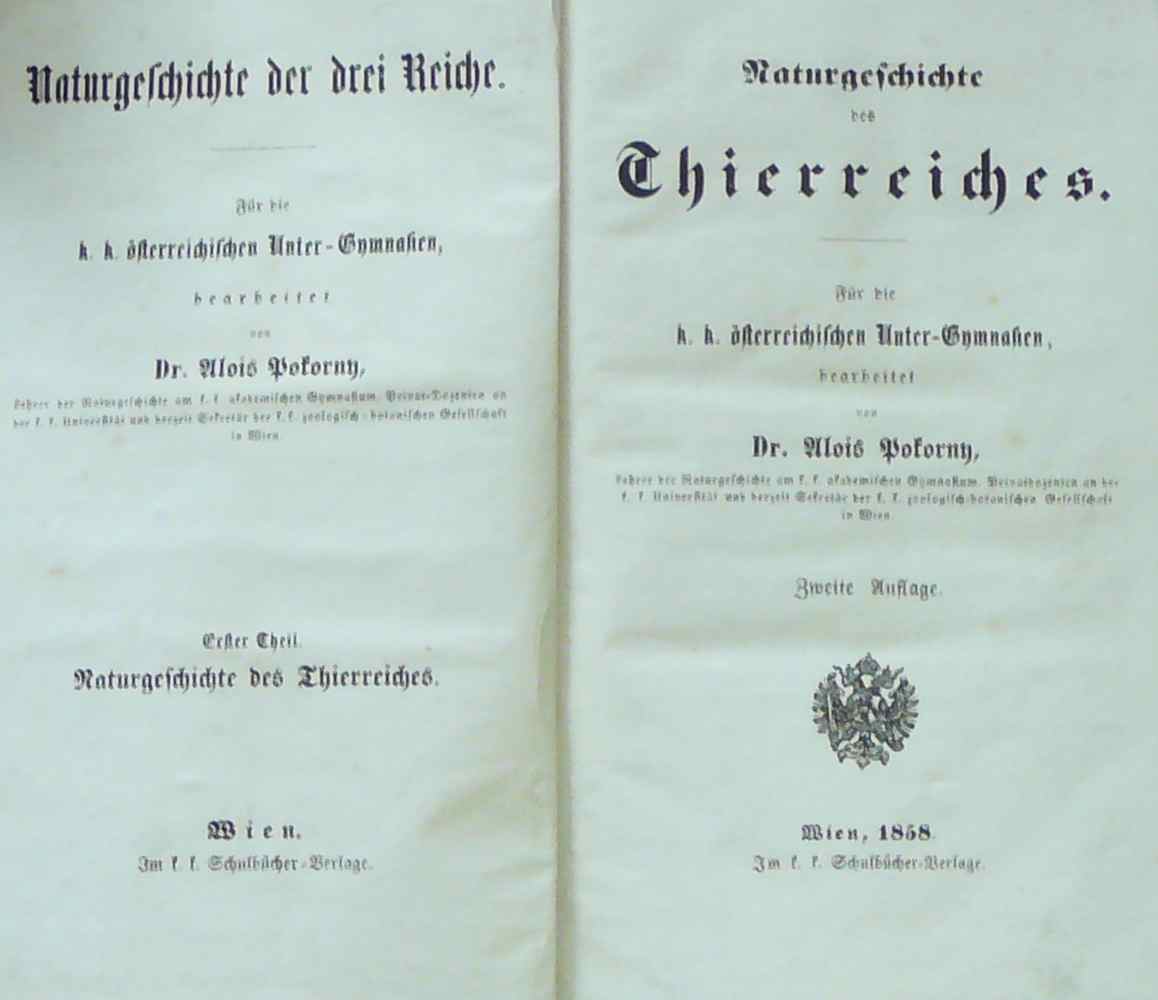 Naturgeschichte der drei Reiche.
Für die
k. k. österreichischen Unter-Gymnasien,
bearbeitet
von
Dr. Alois Pokorny,
Lehrer der Naturgeschichte am k. k. akademischen Gymnasium, Privat-Dozenten an
der k. k. Universität und derzeit Sekretär der k. k. zoologisch-botanischen Gesellschaft
in Wien.
Erster Theil.
Naturgeschichte des Thierreiches.
Wien.
Im k. k. Schulbücher-Verlage.
Naturgeschichte
des
Thierreiches.
Für die
k. k. österreichischen Unter-Gymnasien,
bearbeitet
von
Dr. Alois Pokorny,
Lehrer der Naturgeschichte am k. k. akademischen Gymnasium, Privatdozenten an der
k. k. Universität und derzeit Sekretär der k. k. zoologisch-botanischen Gesellschaft
in Wien.
Zweite Auflage.
Wien, 1858.
Im k. k. Schulbücher-Verlage.